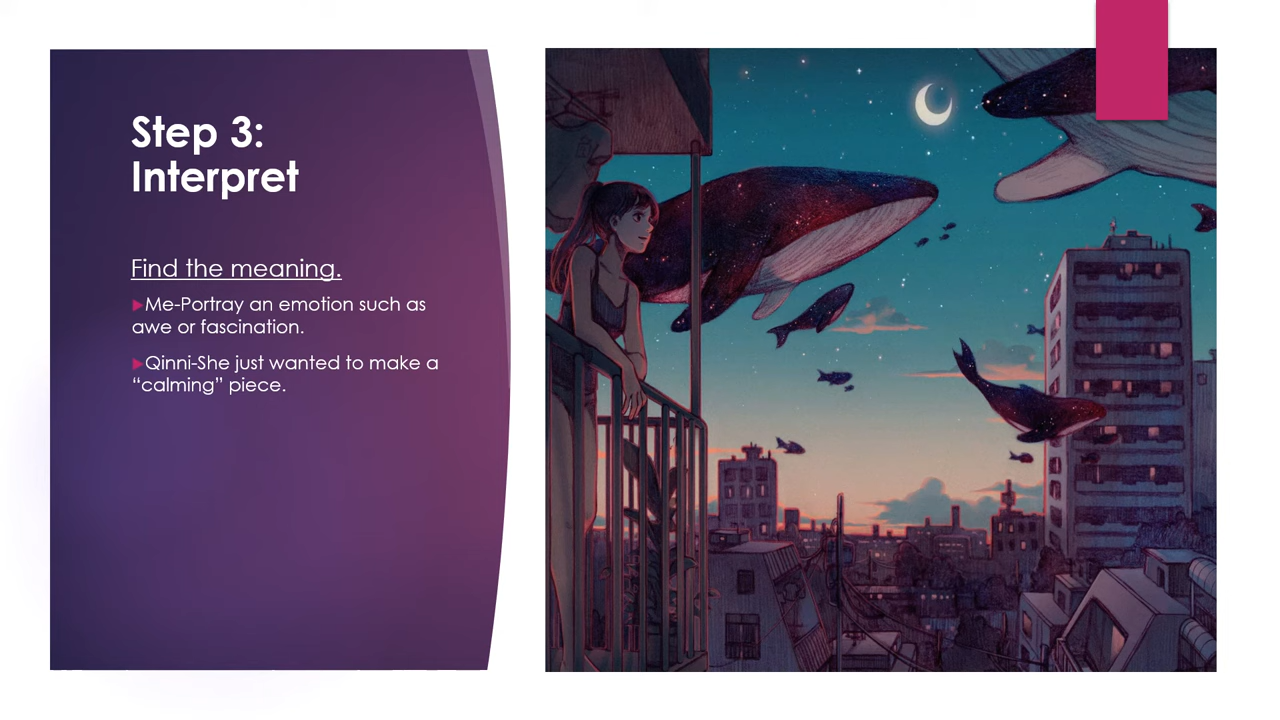 Step 3:
Interpret
Find the meaning.
▶Me-Portray an emotion such as
awe or fascination.
▶Qinni-She just wanted to make a
“calming” piece.